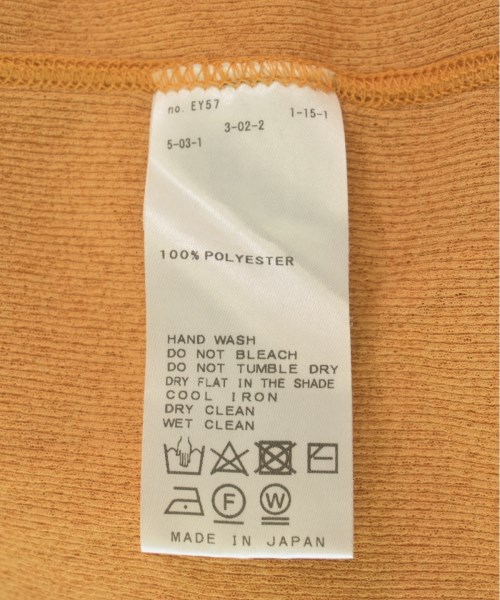 no. EY57
1-15-1
3-02-2
5-03-1
100% POLYESTER
HAND WASH
DO NOT BLEACH
DO NOT TUMBLE DRY
DRY FLAT IN THE SHADE
COOL IRON
DRY CLEAN
WET CLEAN
F W
MADE IN JAPAN